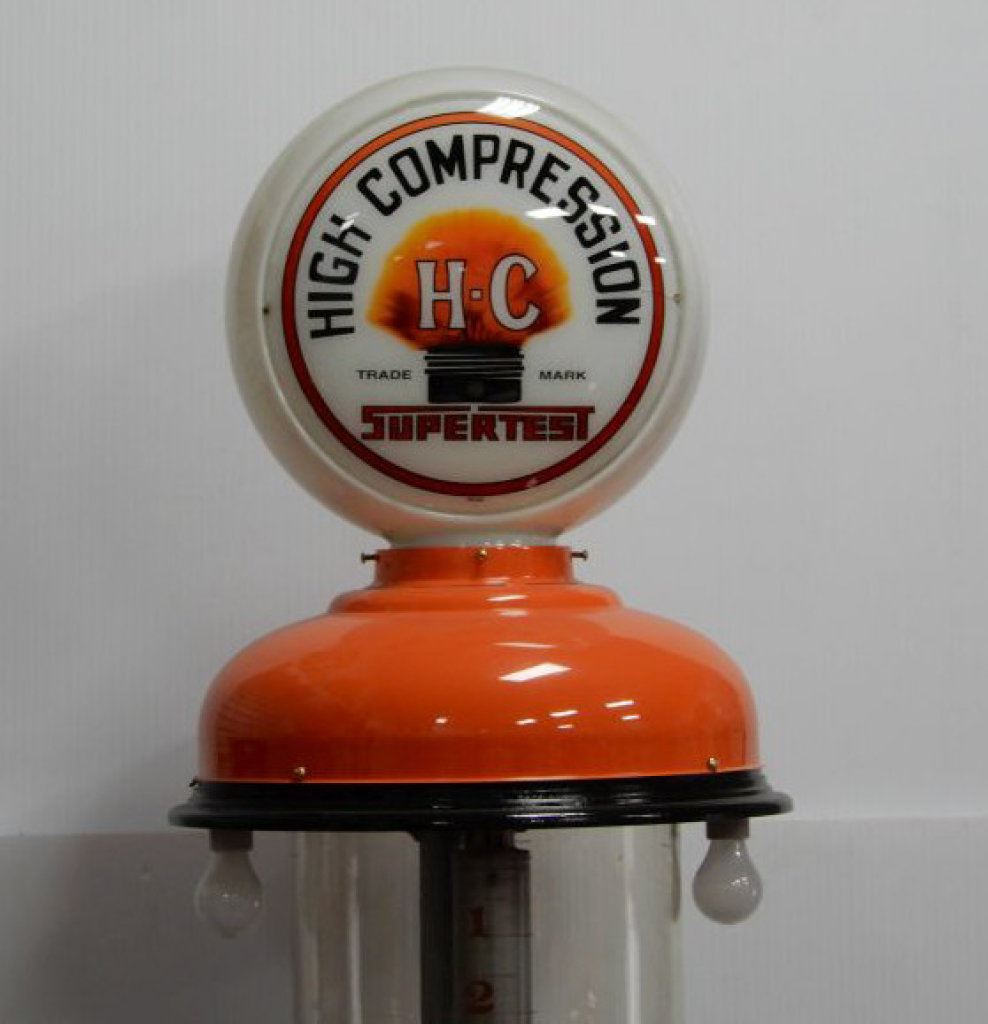 HIGH COMPRESSION
H·C
TRADE MARK
SUPERTEST
1
2